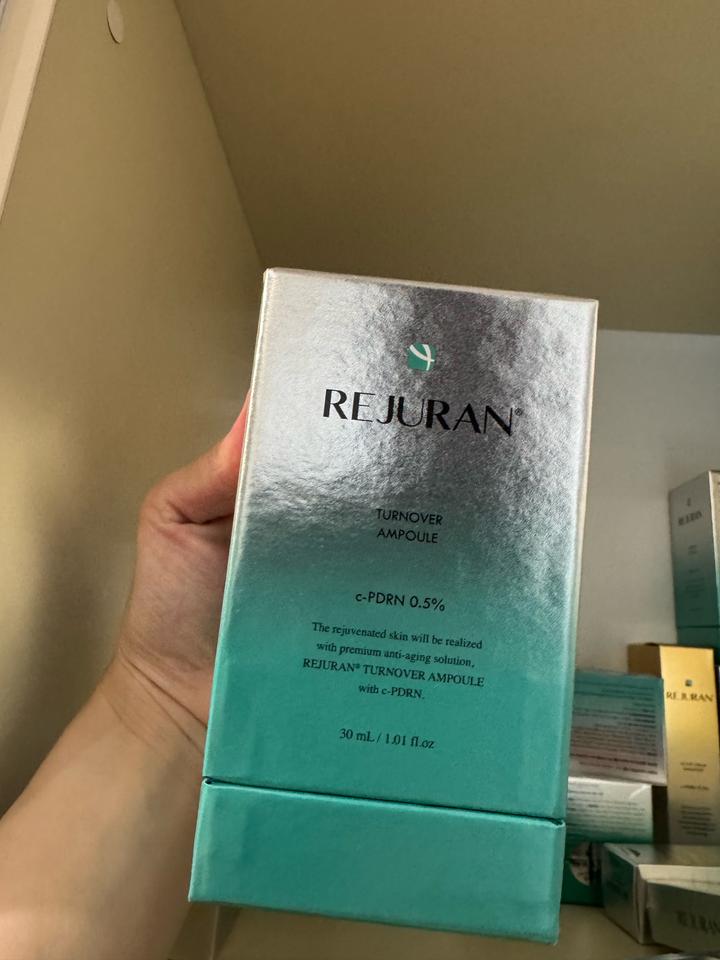 REJURAN®
TURNOVER
AMPOULE
c-PDRN 0.5%
The rejuvenated skin will be realized
with premium anti-aging solution,
REJURAN® TURNOVER AMPOULE
with c-PDRN.
30 mL / 1.01 fl.oz
REJURAN
REJURAN